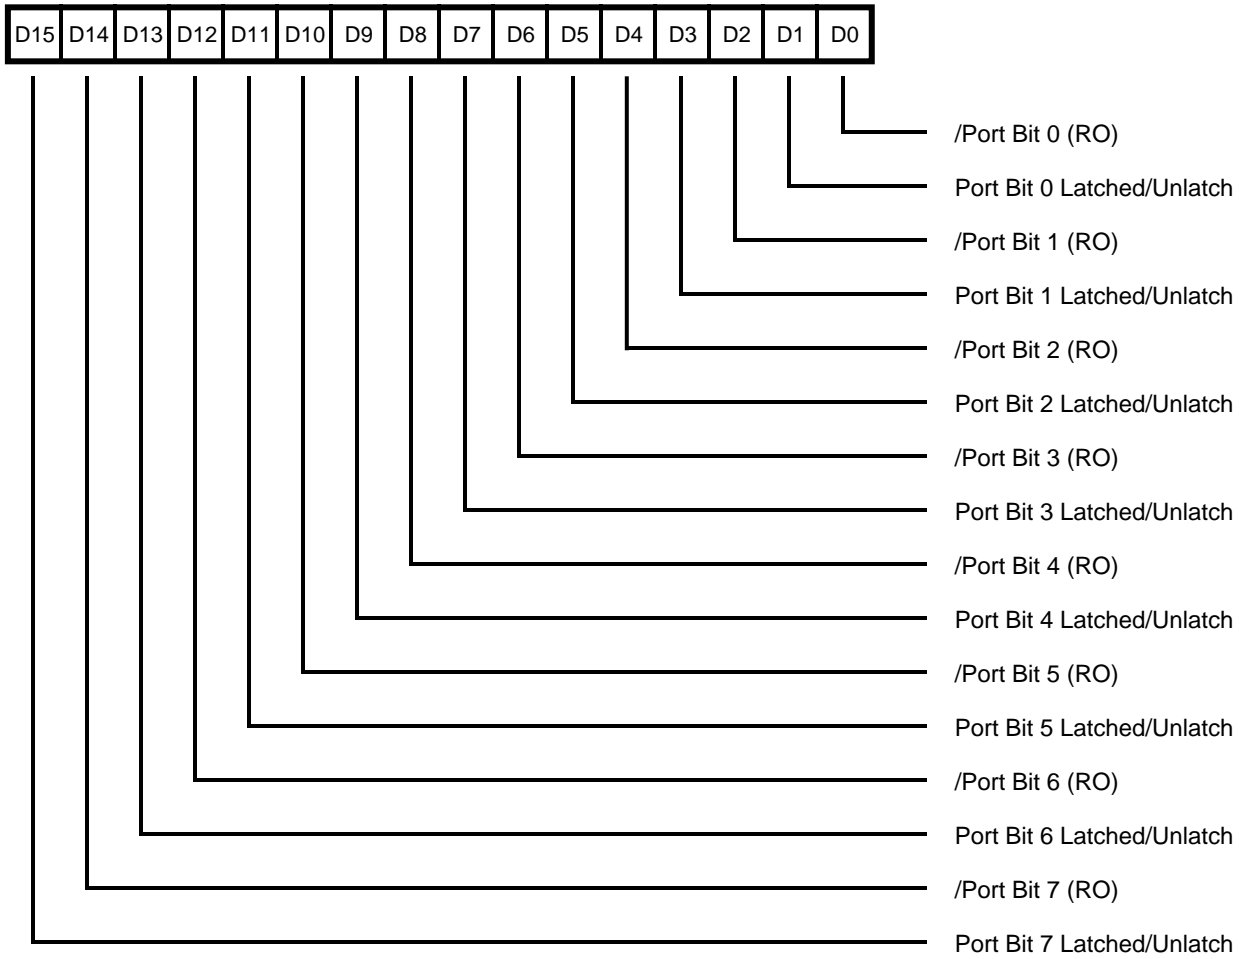 D15 D14 D13 D12 D11 D10 D9 D8 D7 D6 D5 D4 D3 D2 D1 D0
/Port Bit 0 (RO)
Port Bit 0 Latched/Unlatch
/Port Bit 1 (RO)
Port Bit 1 Latched/Unlatch
/Port Bit 2 (RO)
Port Bit 2 Latched/Unlatch
/Port Bit 3 (RO)
Port Bit 3 Latched/Unlatch
/Port Bit 4 (RO)
Port Bit 4 Latched/Unlatch
/Port Bit 5 (RO)
Port Bit 5 Latched/Unlatch
/Port Bit 6 (RO)
Port Bit 6 Latched/Unlatch
/Port Bit 7 (RO)
Port Bit 7 Latched/Unlatch